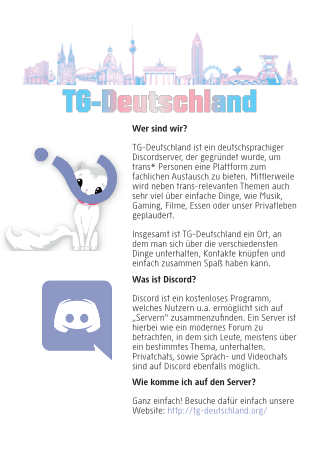 TG-Deutschland
Wer sind wir?
TG-Deutschland ist ein deutschsprachiger
Discordserver, der gegründet wurde, um
trans* Personen eine Plattform zum
fachlichen Austausch zu bieten. Mittlerweile
wird neben trans-relevanten Themen auch
sehr viel über einfache Dinge, wie Musik,
Gaming, Filme, Essen oder unser Privatleben
geplaudert.
Insgesamt ist TG-Deutschland ein Ort, an
dem man sich über die verschiedensten
Dinge unterhalten, Kontakte knüpfen und
einfach zusammen Spaß haben kann.
Was ist Discord?
Discord ist ein kostenloses Programm,
welches Nutzern u.a. ermöglicht sich auf
„Servern" zusammenzufinden. Ein Server ist
hierbei wie ein modernes Forum zu
betrachten, in dem sich Leute, meistens über
ein bestimmtes Thema, unterhalten.
Privatchats, sowie Sprach- und Videochats
sind auf Discord ebenfalls möglich.
Wie komme ich auf den Server?
Ganz einfach! Besuche dafür einfach unsere
Website: http://tg-deutschland.org/